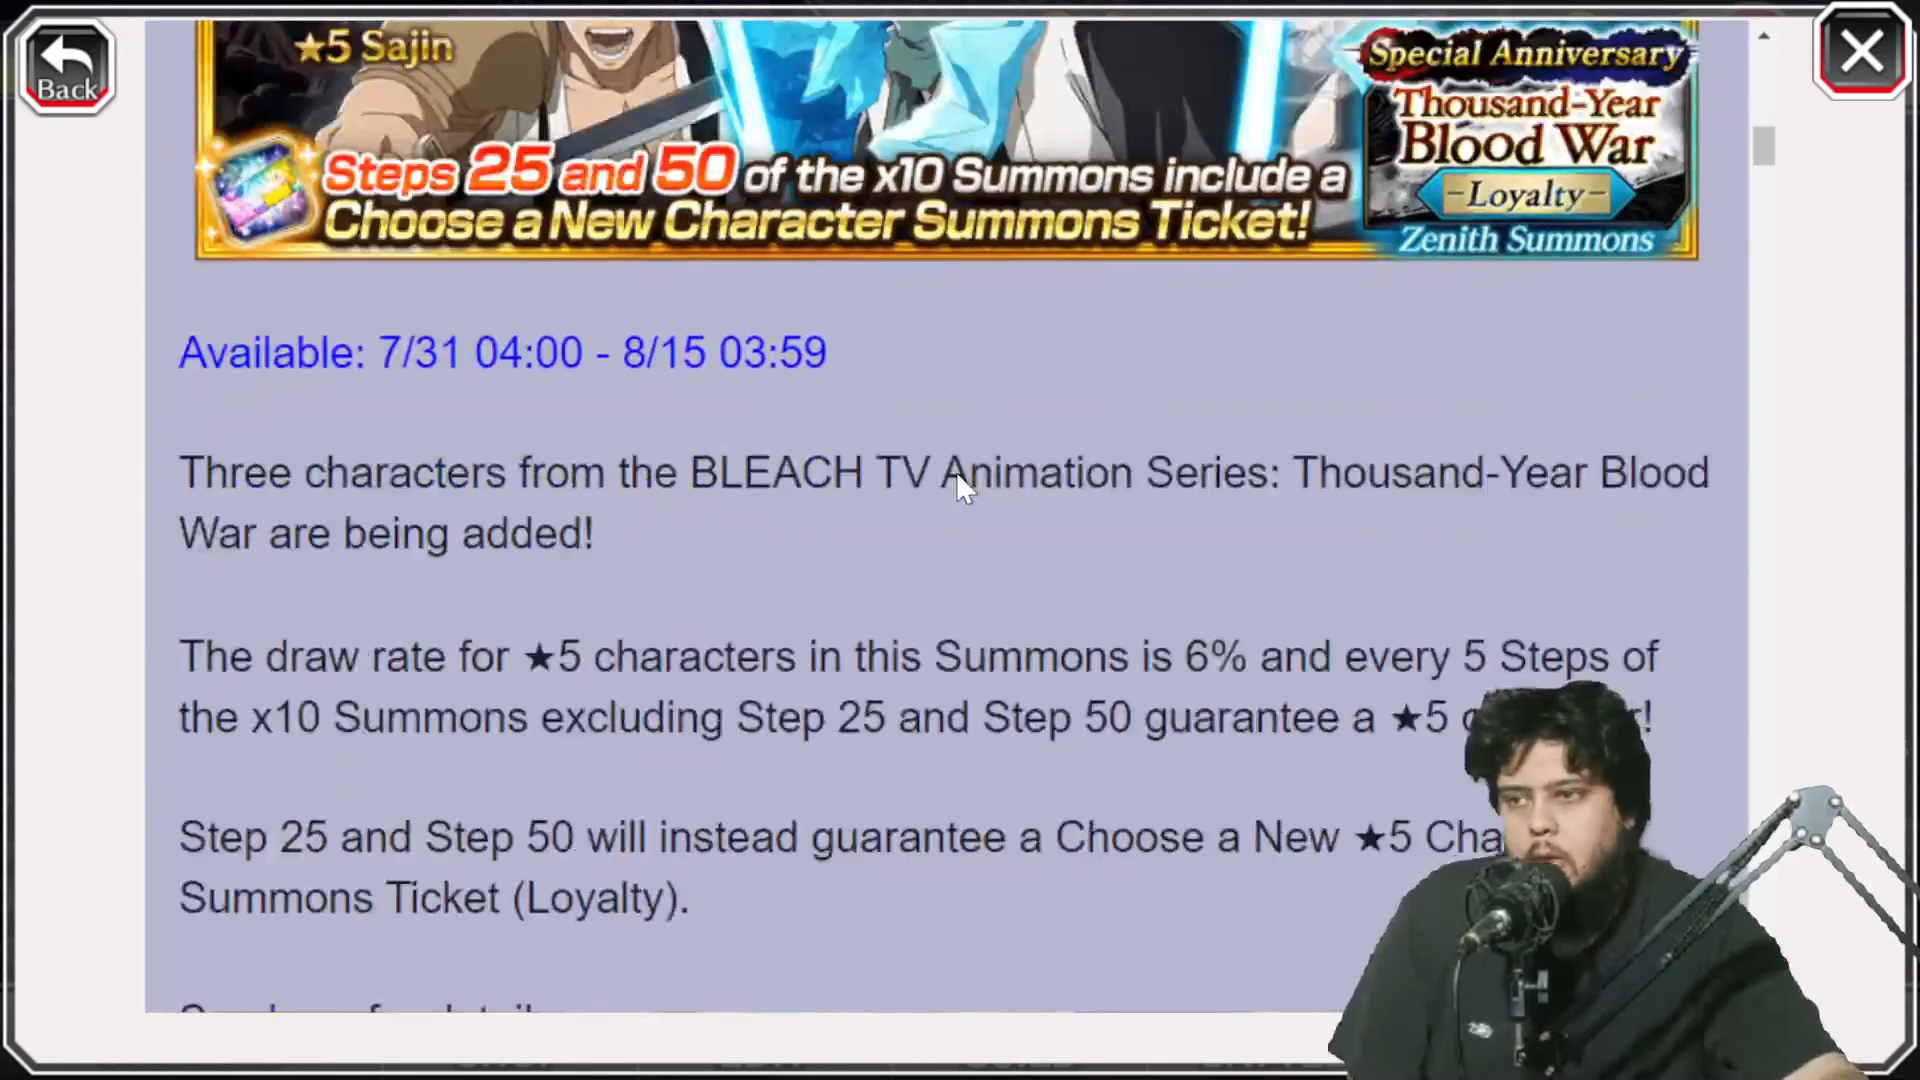 Back
★5 Sajin
Special Anniversary
Thousand-Year
Blood War
-Loyalty-
Zenith Summons
Steps 25 and 50 of the x10 Summons include a
Choose a New Character Summons Ticket!
Available: 7/31 04:00 - 8/15 03:59
Three characters from the BLEACH TV Animation Series: Thousand-Year Blood
War are being added!
The draw rate for ★5 characters in this Summons is 6% and every 5 Steps of
the x10 Summons excluding Step 25 and Step 50 guarantee a ★5
Step 25 and Step 50 will instead guarantee a Choose a New ★5
Summons Ticket (Loyalty).